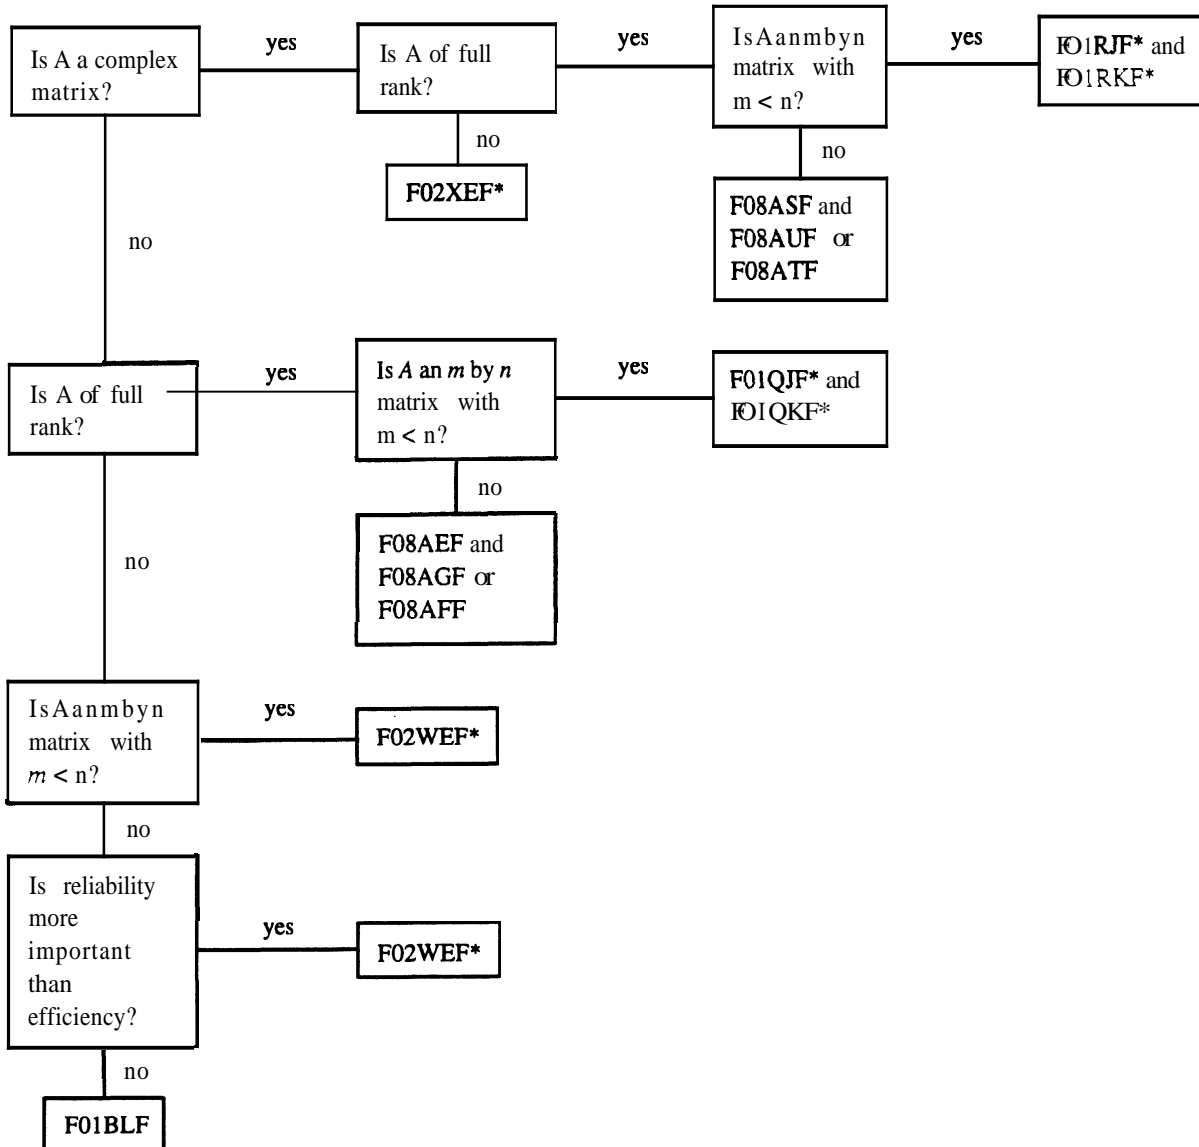 Is A a complex
matrix?
yes
Is A of full
rank?
yes
Is A an m by n
matrix with
m < n?
yes
F01RJF* and
F01RKF*
no
F02XEF*
no
F08ASF and
F08AUF or
F08ATF
no
Is A of full
rank?
yes
Is A an m by n
matrix with
m < n?
yes
F01QJF* and
F01QKF*
no
F08AEF and
F08AGF or
F08AFF
no
Is A an m by n
matrix with
m < n?
yes
F02WEF*
no
Is reliability
more
important
than
efficiency?
yes
F02WEF*
no
F01BLF